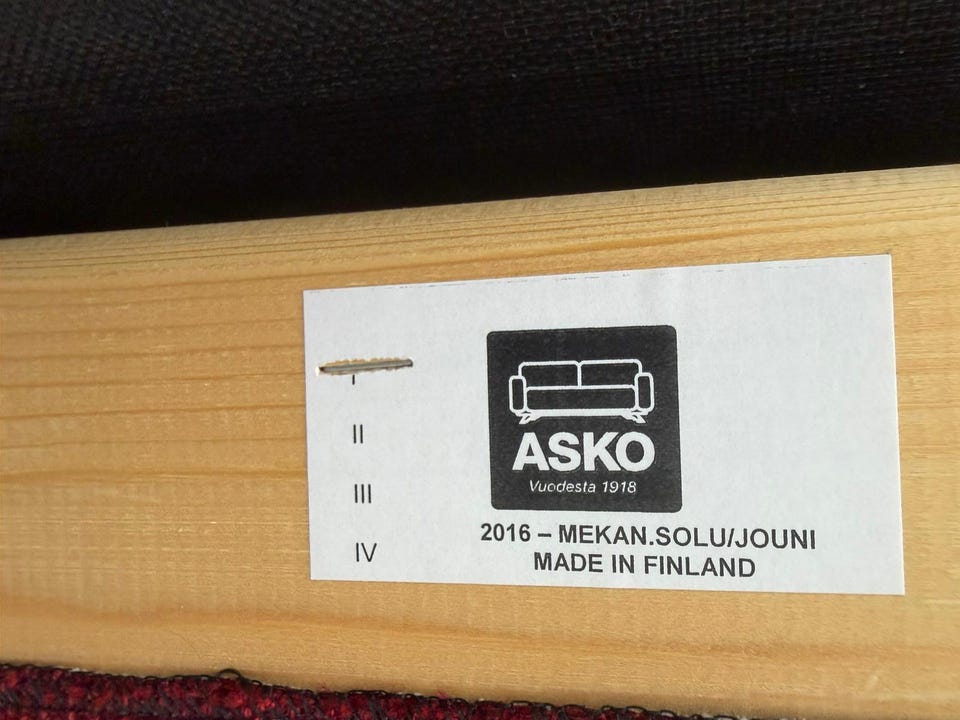 I
II
III
IV
ASKO
Vuodesta 1918
2016 – MEKAN.SOLU/JOUNI
MADE IN FINLAND